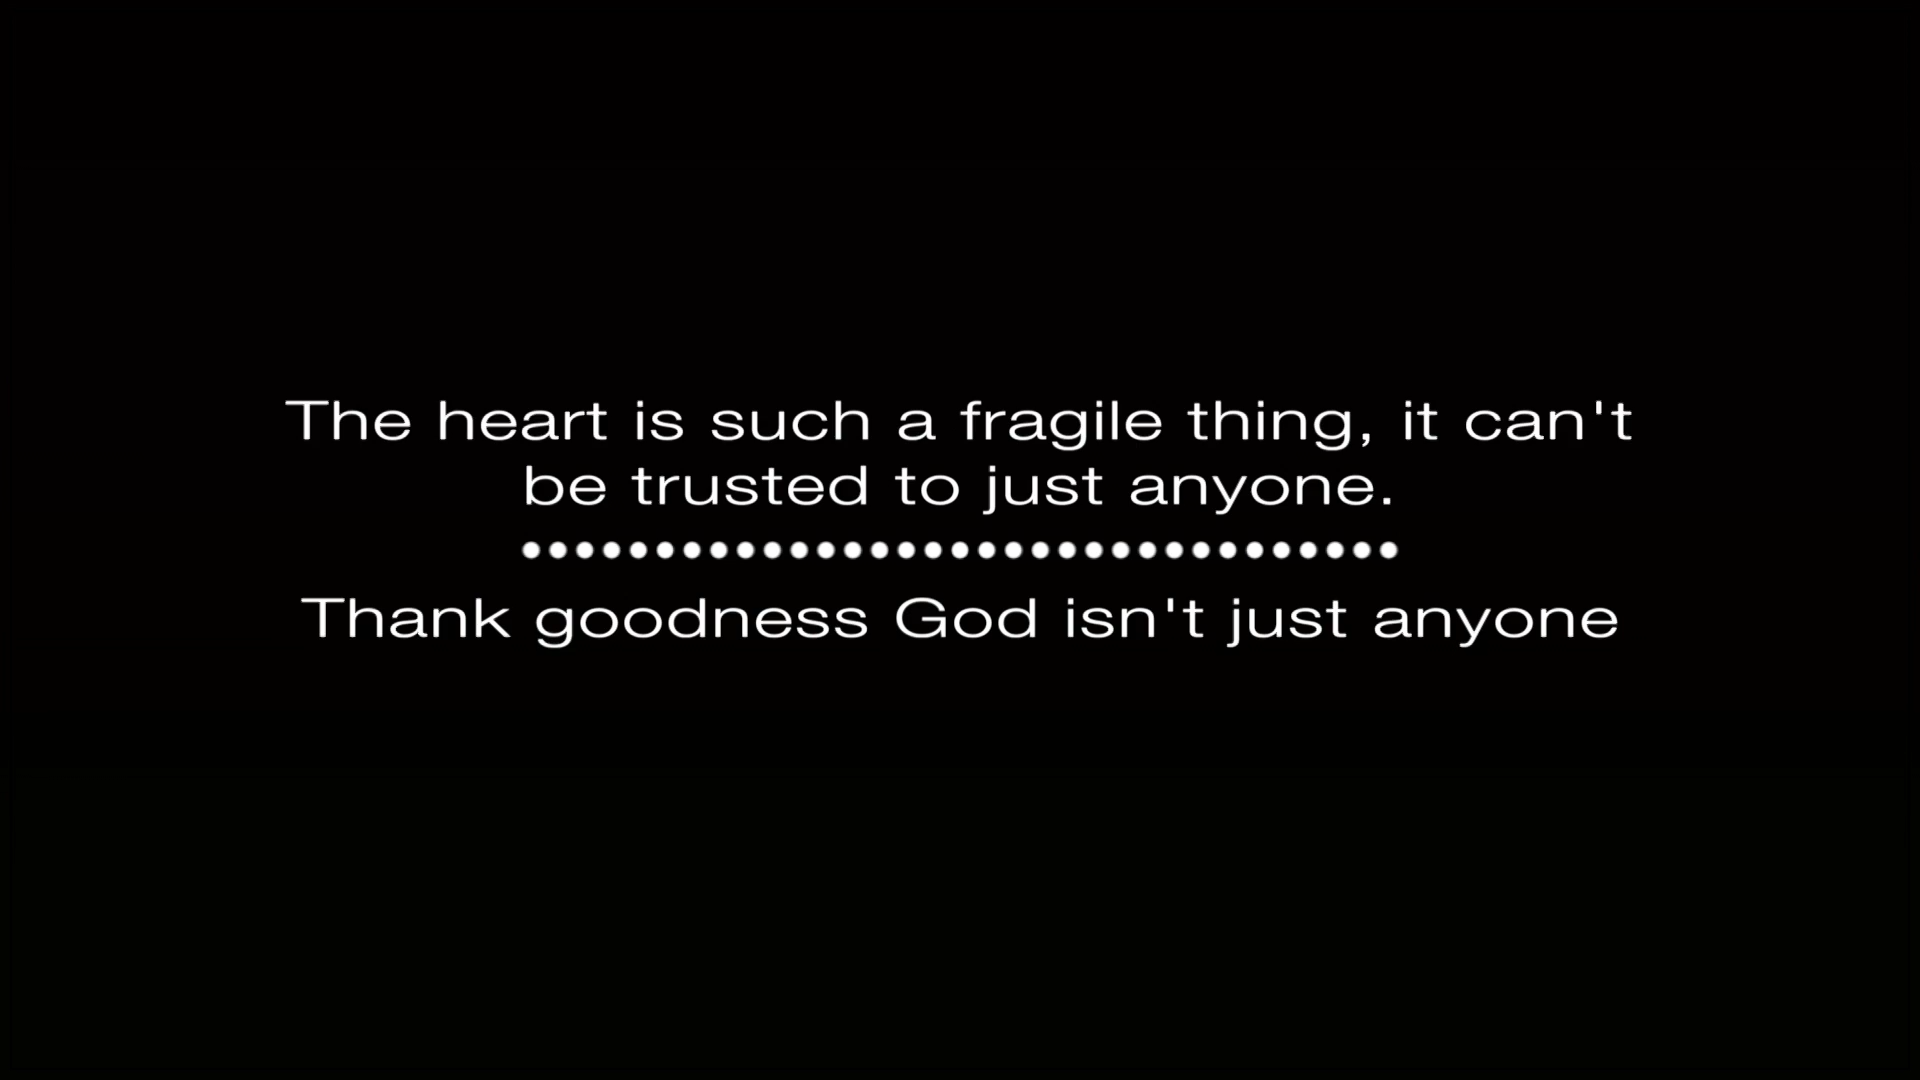 The heart is such a fragile thing, it can't
be trusted to just anyone.
Thank goodness God isn't just anyone